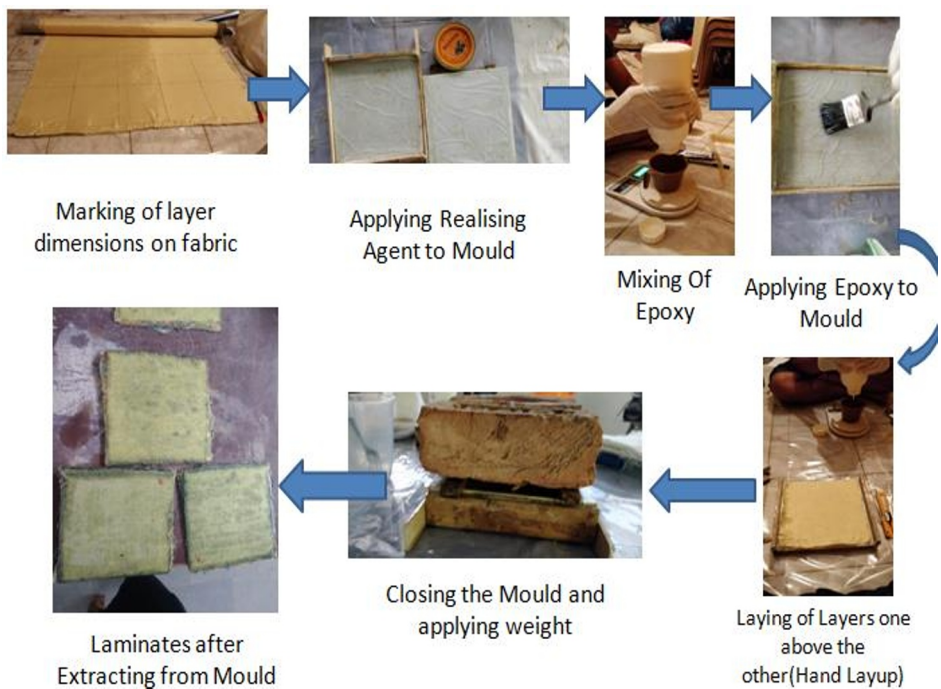 Marking of layer
dimensions on fabric
Applying Realising
Agent to Mould
Mixing Of
Epoxy
Applying Epoxy to
Mould
Laying of Layers one
above the
other(Hand Layup)
Closing the Mould and
applying weight
Laminates after
Extracting from Mould